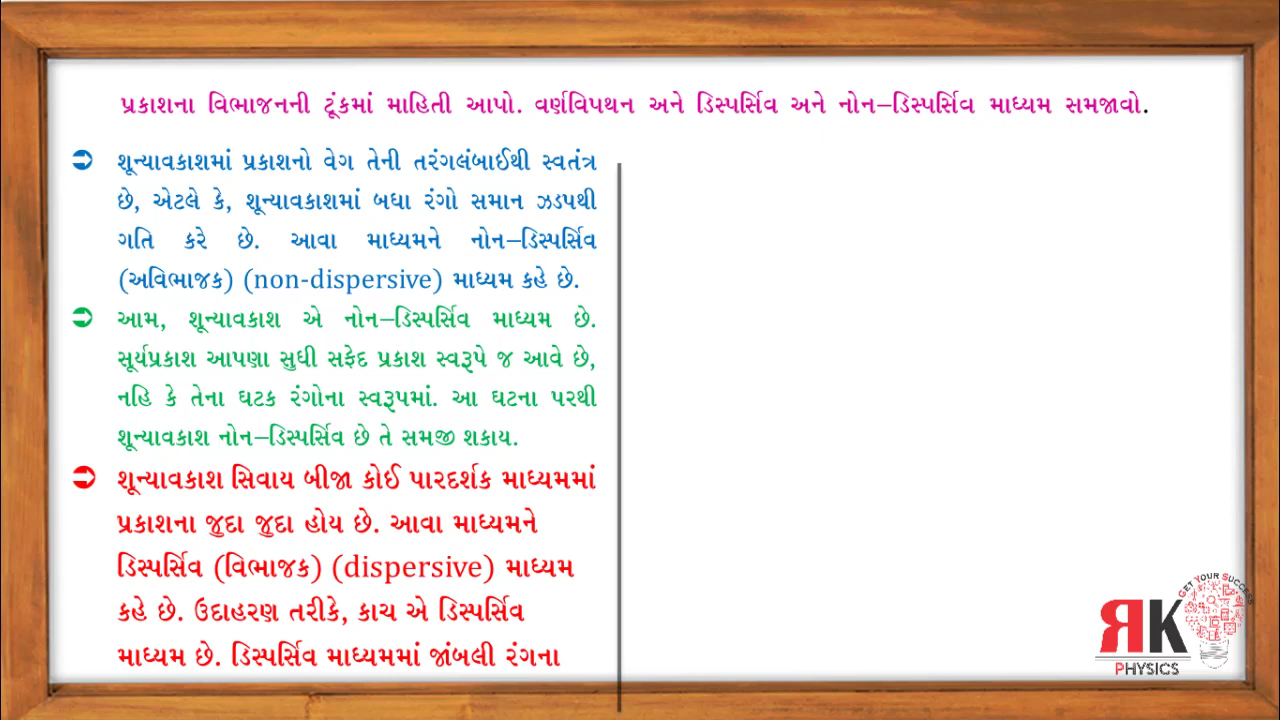 પ્રકાશના વિભાજનની ટૂંકમાં માહિતી આપો. વર્ણવિપથન અને ડિસ્પર્સિવ અને નોન–ડિસ્પર્સિવ માધ્યમ સમજાવો.
શૂન્યાવકાશમાં પ્રકાશનો વેગ તેની તરંગલંબાઈથી સ્વતંત્ર
છે, એટલે કે, શૂન્યાવકાશમાં બધા રંગો સમાન ઝડપથી
ગતિ કરે છે. આવા માધ્યમને નોન–ડિસ્પર્સિવ
(અવિભાજક) (non-dispersive) માધ્યમ કહે છે.
આમ, શૂન્યાવકાશ એ નોન–ડિસ્પર્સિવ માધ્યમ છે.
સૂર્યપ્રકાશ આપણા સુધી સફેદ પ્રકાશ સ્વરૂપે જ આવે છે,
નહિ કે તેના ઘટક રંગોના સ્વરૂપમાં. આ ઘટના પરથી
શૂન્યાવકાશ નોન–ડિસ્પર્સિવ છે તે સમજી શકાય.
શૂન્યાવકાશ સિવાય બીજા કોઈ પારદર્શક માધ્યમમાં
પ્રકાશના જુદા જુદા હોય છે. આવા માધ્યમને
ડિસ્પર્સિવ (વિભાજક) (dispersive) માધ્યમ
કહે છે. ઉદાહરણ તરીકે, કાચ એ ડિસ્પર્સિવ
માધ્યમ છે. ડિસ્પર્સિવ માધ્યમમાં જાંબલી રંગના
GET YOUR SUCCESS
RK
PHYSICS